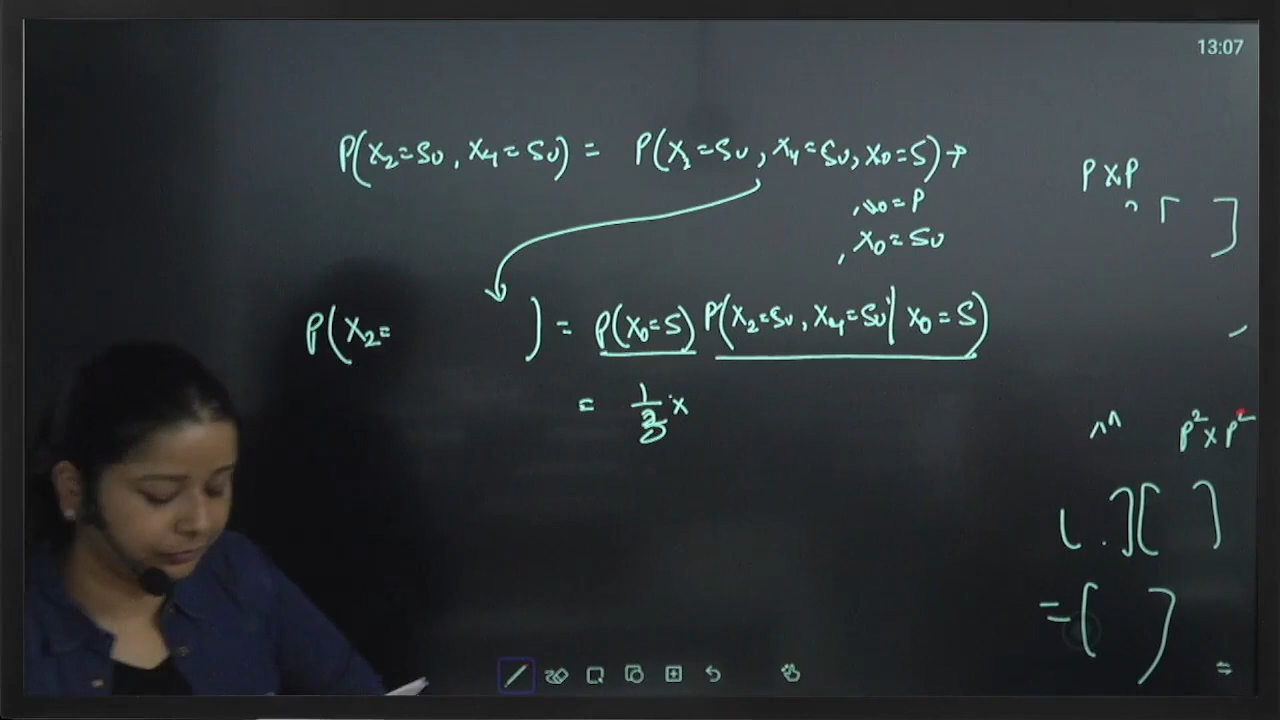 13:07
P(X₂=Su, X₄=Su) = P(X₂=Su, X₄=Su, X₀=S) →
, X₀=P
, X₀=Su
P(X₂= ) = P(X₀=S) P(X₂=Su, X₄=Su | X₀=S)
= 1/3 ×
P×P
P²×P²
[ ] [ ]
= [ ]
=